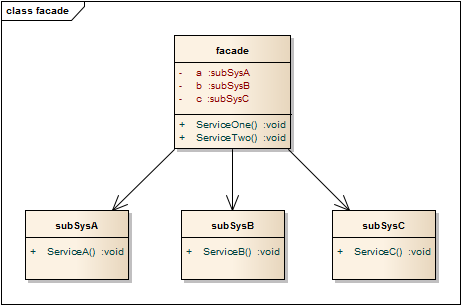 class facade
facade
- a :subSysA
- b :subSysB
- c :subSysC
+ ServiceOne() :void
+ ServiceTwo() :void
subSysA
+ ServiceA() :void
subSysB
+ ServiceB() :void
subSysC
+ ServiceC() :void